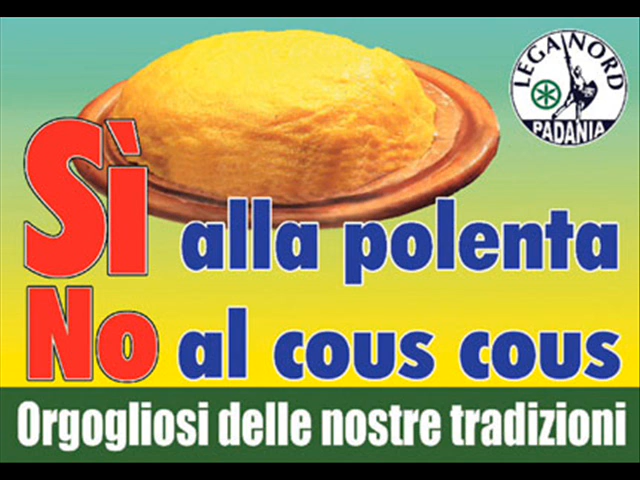 LEGA NORD
PADANIA
Sì alla polenta
No al cous cous
Orgogliosi delle nostre tradizioni